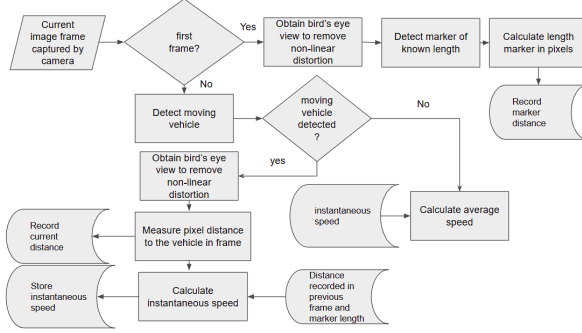 Current
image frame
captured by
camera
first
frame?
Yes
Obtain bird's eye
view to remove
non-linear
distortion
Detect marker of
known length
Calculate length
marker in pixels
Record
marker
distance
No
Detect moving
vehicle
moving
vehicle
detected
?
No
yes
Obtain bird's eye
view to remove
non-linear
distortion
instantaneous
speed
Calculate average
speed
Record
current
distance
Measure pixel distance
to the vehicle in frame
Store
instantaneous
speed
Calculate
instantaneous speed
Distance
recorded in
previous
frame and
marker length